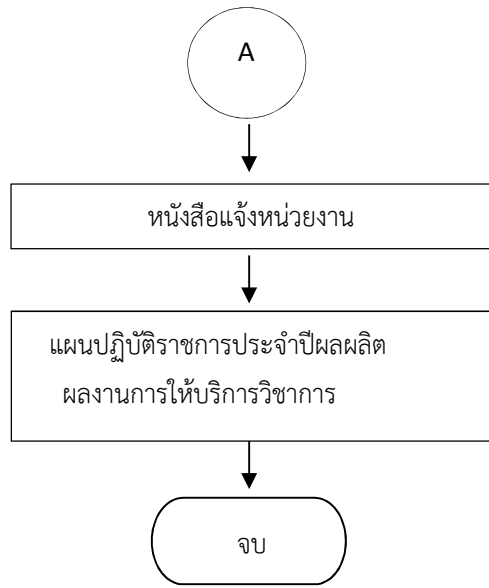 A
หนังสือแจ้งหน่วยงาน
แผนปฏิบัติราชการประจำปีผลผลิต
ผลงานการให้บริการวิชาการ
จบ